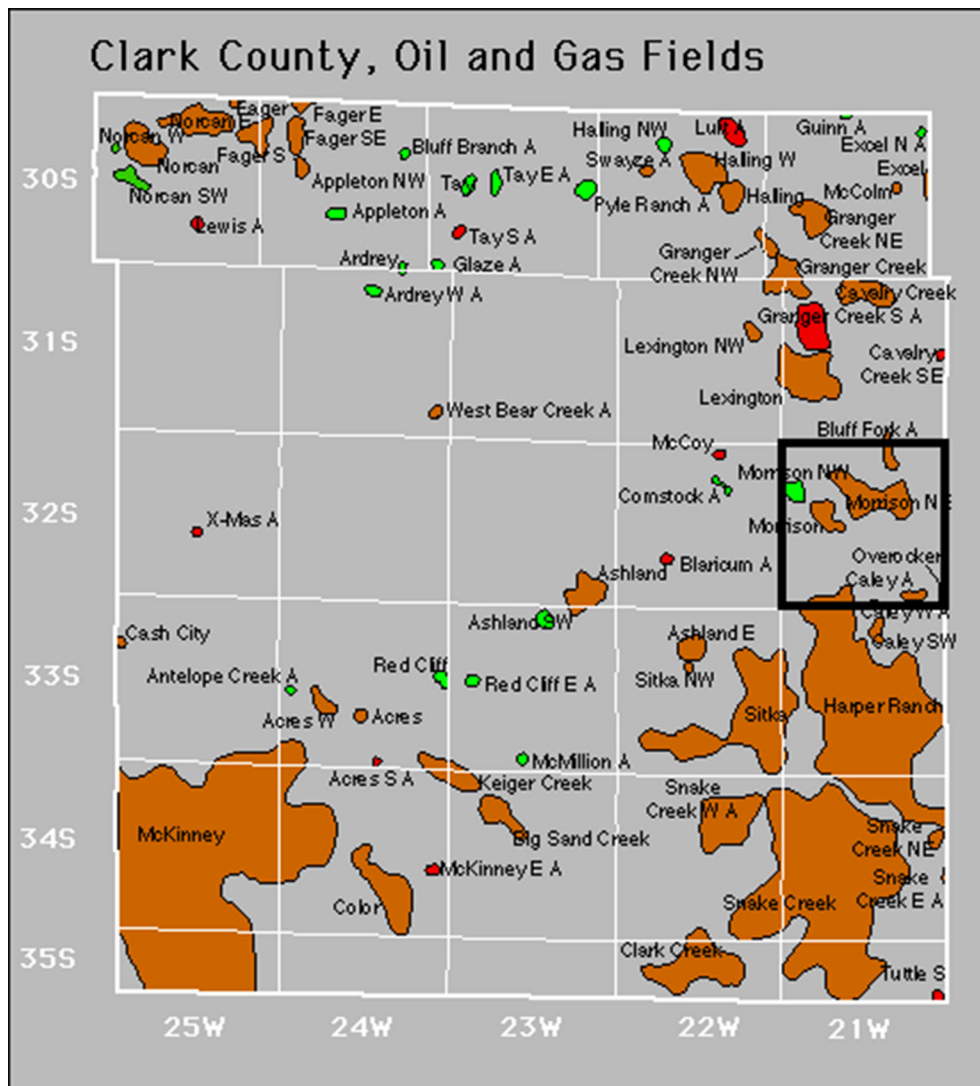 Clark County, Oil and Gas Fields
Fager
Fager E
Norcan E
Norcan W
Fager SE
Fager S
Norcan
Norcan SW
Lewis A
Appleton NW
Appleton A
Bluff Branch A
Tay
Tay E A
Tay S A
Ardrey
Glaze A
Ardrey W A
Haling NW
Swayze A
Haling W
Haling
Pyle Ranch A
Guinn A
Excel N A
Excel
McColm
Granger
Creek NE
Granger
Creek NW
Granger Creek
Cavalry Creek
Granger Creek S A
Lexington NW
Cavalry
Creek SE
Lexington
West Bear Creek A
Bluff Fork A
McCoy
Morrison NW
Comstock A
Morrison NE
Morrison
X-Mas A
Overocker
Blaricum A
Ashland
Caley A
Ashland SW
Caley W A
Caley SW
Cash City
Ashland E
Sitka NW
Antelope Creek A
Red Cliff
Red Cliff E A
Acres W
Acres
Sitka
Harper Ranch
Acres S A
McMillion A
Keiger Creek
Snake
Creek W A
McKinney
Big Sand Creek
Snake
Creek NE
McKinney E A
Snake
Creek E A
Color
Snake Creek
Clark Creek
Tuttle S
30S
31S
32S
33S
34S
35S
25W
24W
23W
22W
21W